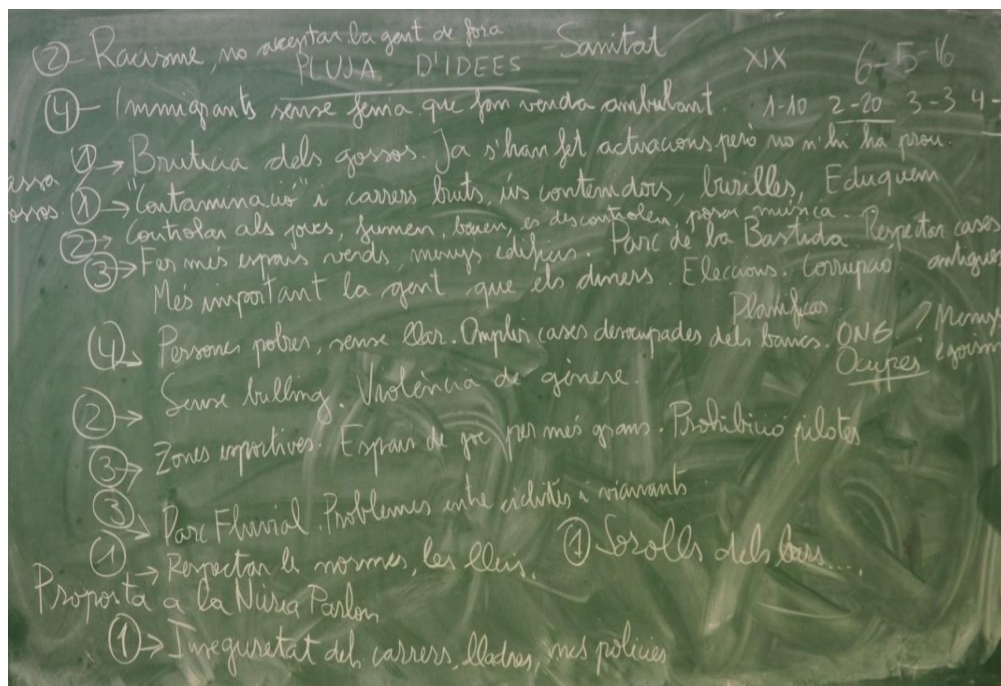 ② - Racisme, no acceptar la gent de fora - Sanitat
PLUJA D'IDEES XIX 6-5-16
④ - Immigrants sense feina que fan venda ambulant. 1-10 2-20 3-3 4-
① → Brutícia dels gossos. Ja s'han fet actuacions però no n'hi ha prou.
① → "Contaminació" i carrers bruts, ús contenidors, burilles, Eduquem
② → Controlar als joves, fumen, beuen, es descontrolen, posar música. Respectar cases antigues
③ → Fer més espais verds, menys edificis. Parc de la Bastida.
Més important la gent que els diners. Eleccions. Corrupció.
Planificar
④ → Persones pobres, sense llar. Omplir cases desocupades dels bancs. ONG ? Menys egoisme
Ocupes
② → Sense bulling. Violència de gènere.
③ → Zones esportives. Espais de joc per més grans. Prohibició pilotes
③ → Parc Fluvial. Problemes entre ciclistes i vianants
① → Respectar les normes, les lleis. ① Sorolls dels bars....
Proposta a la Núria Parlon
① → Inseguretat dels carrers, lladres, més policies